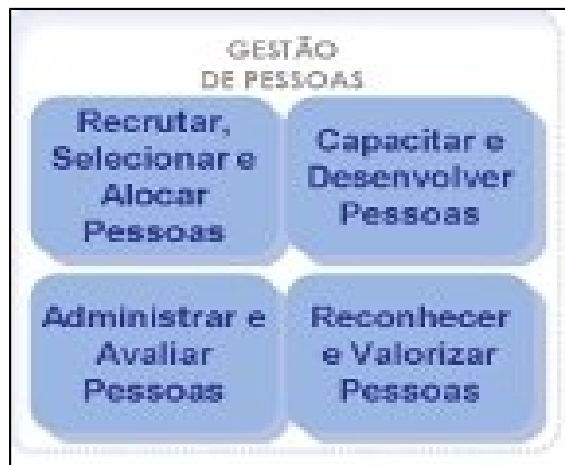 GESTÃO
DE PESSOAS
Recrutar,
Selecionar e
Alocar
Pessoas
Capacitar e
Desenvolver
Pessoas
Administrar e
Avaliar
Pessoas
Reconhecer
e Valorizar
Pessoas